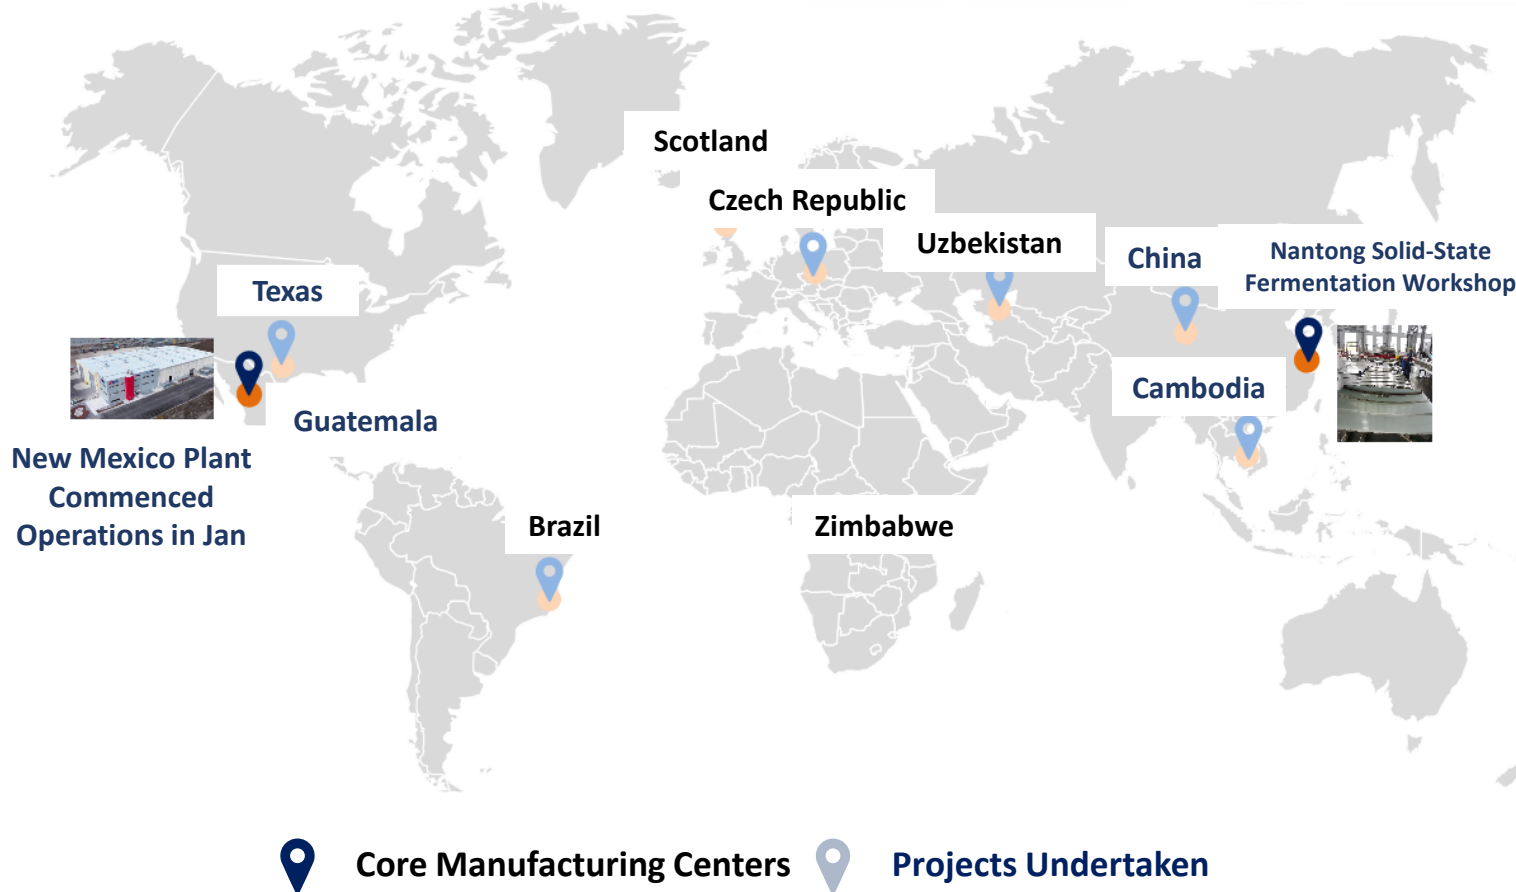 Scotland
Czech Republic
Uzbekistan
China
Nantong Solid-State
Fermentation Workshop
Texas
Cambodia
Guatemala
New Mexico Plant
Commenced
Operations in Jan
Brazil
Zimbabwe
Core Manufacturing Centers
Projects Undertaken